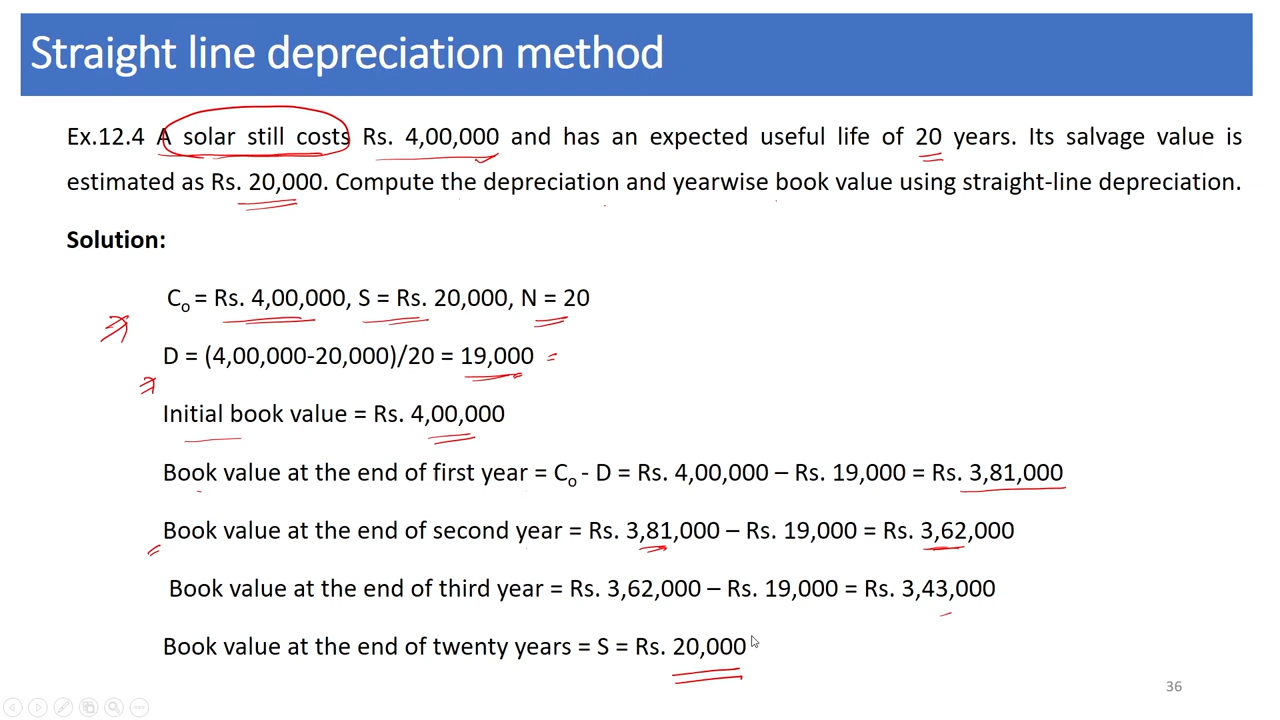 Straight line depreciation method
Ex.12.4 A solar still costs Rs. 4,00,000 and has an expected useful life of 20 years. Its salvage value is
estimated as Rs. 20,000. Compute the depreciation and yearwise book value using straight-line depreciation.
Solution:
Co = Rs. 4,00,000, S = Rs. 20,000, N = 20
D = (4,00,000-20,000)/20 = 19,000
Initial book value = Rs. 4,00,000
Book value at the end of first year = Co - D = Rs. 4,00,000 – Rs. 19,000 = Rs. 3,81,000
Book value at the end of second year = Rs. 3,81,000 – Rs. 19,000 = Rs. 3,62,000
Book value at the end of third year = Rs. 3,62,000 – Rs. 19,000 = Rs. 3,43,000
Book value at the end of twenty years = S = Rs. 20,000
36